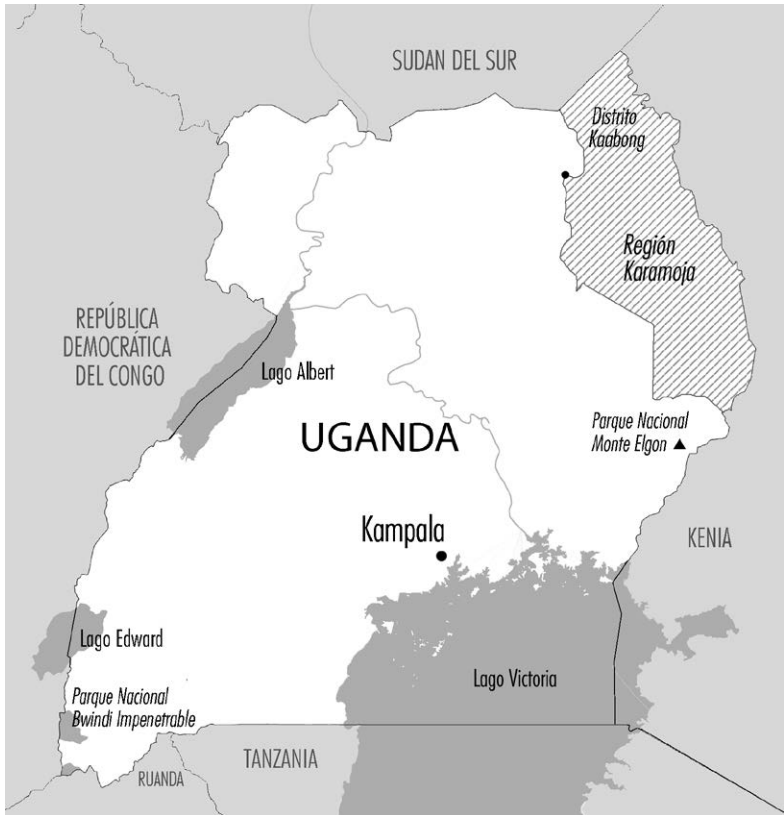 SUDAN DEL SUR
Distrito
Kaabong
Región
Karamoja
REPÚBLICA
DEMOCRÁTICA
DEL CONGO
Lago Albert
UGANDA
Parque Nacional
Monte Elgon
Kampala
KENIA
Lago Edward
Lago Victoria
Parque Nacional
Bwindi Impenetrable
TANZANIA
RUANDA